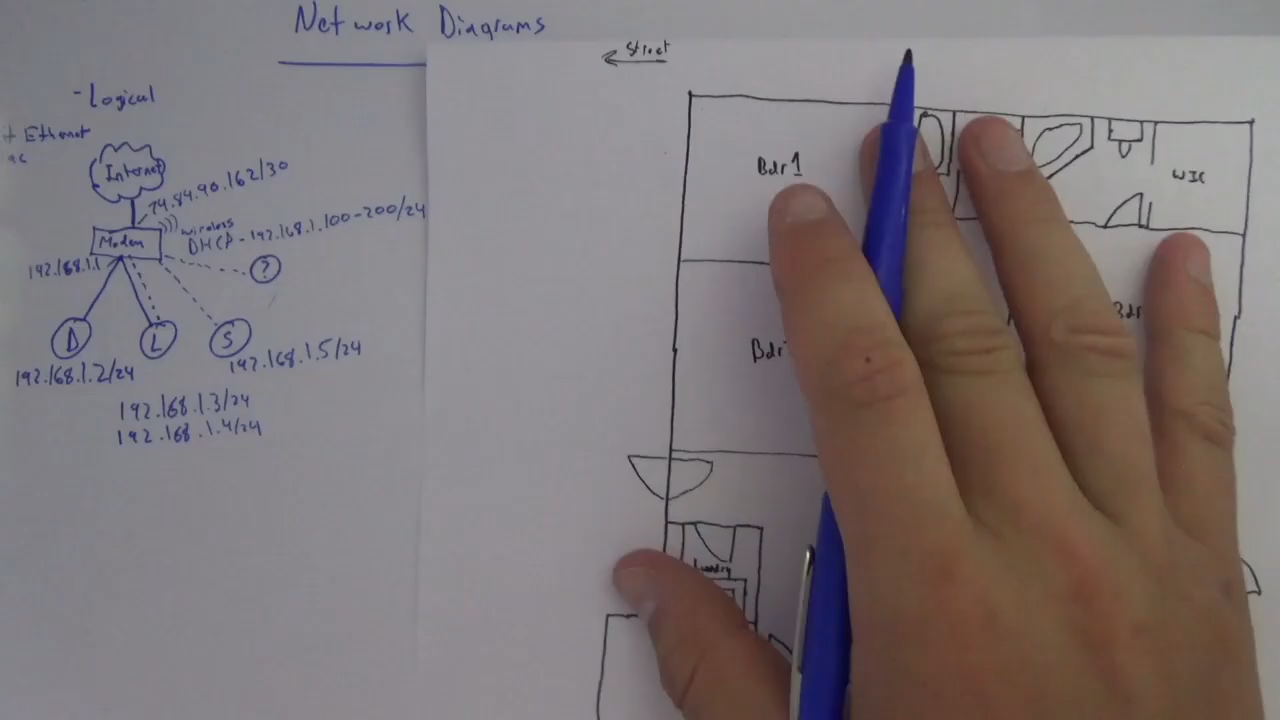 Network Diagrams
Street
- Logical
+ Ethernet
ac
Internet
74.84.90.162/30
wireless
DHCP - 192.168.1.100-200/24
Modem
192.168.1.1
?
D
L
S
192.168.1.2/24
192.168.1.5/24
192.168.1.3/24
192.168.1.4/24
Bdr 1
WIC
Bdr
Bdr
Laundry